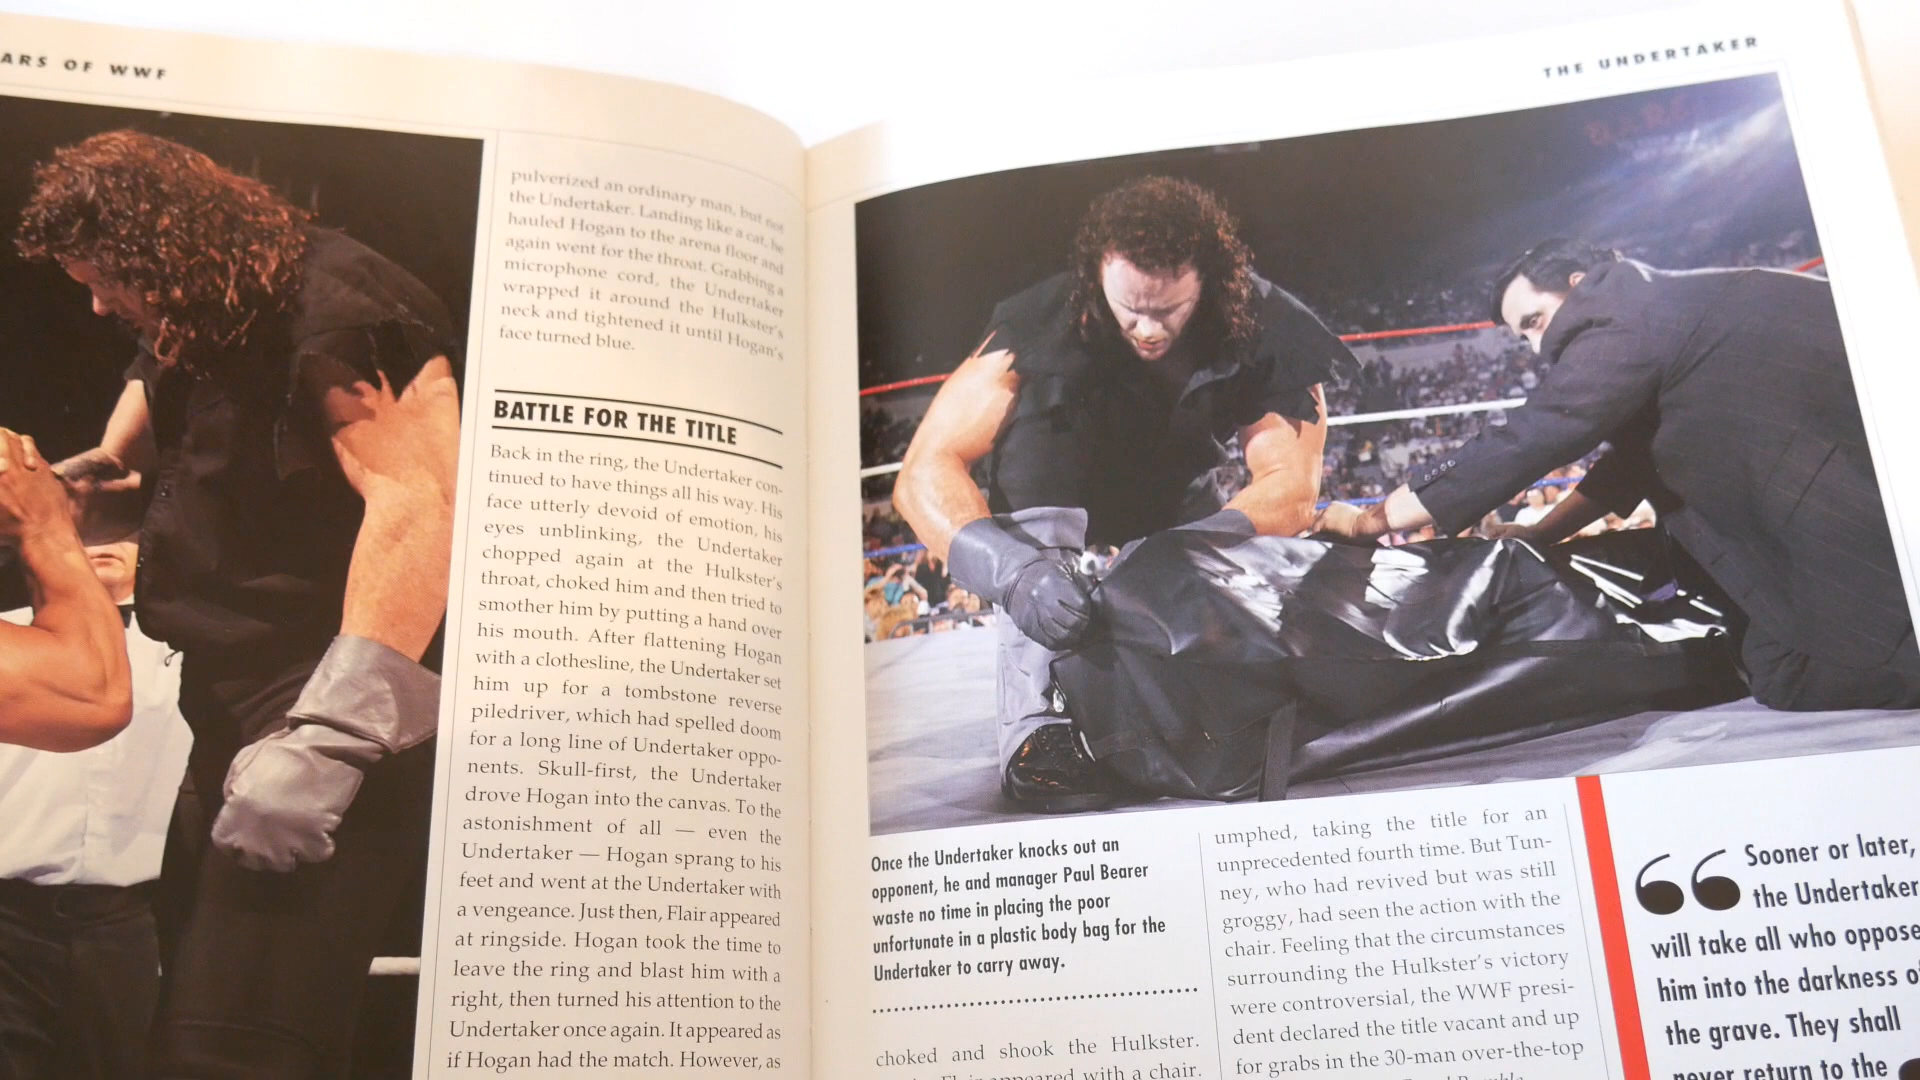 ARS OF WWF
pulverized an ordinary man, but not
the Undertaker. Landing like a cat, he
hauled Hogan to the arena floor and
again went for the throat. Grabbing a
microphone cord, the Undertaker
wrapped it around the Hulkster's
neck and tightened it until Hogan's
face turned blue.
BATTLE FOR THE TITLE
Back in the ring, the Undertaker con-
tinued to have things all his way. His
face utterly devoid of emotion, his
eyes unblinking, the Undertaker
chopped again at the Hulkster's
throat, choked him and then tried to
smother him by putting a hand over
his mouth. After flattening Hogan
with a clothesline, the Undertaker set
him up for a tombstone reverse
piledriver, which had spelled doom
for a long line of Undertaker oppo-
nents. Skull-first, the Undertaker
drove Hogan into the canvas. To the
astonishment of all — even the
Undertaker — Hogan sprang to his
feet and went at the Undertaker with
a vengeance. Just then, Flair appeared
at ringside. Hogan took the time to
leave the ring and blast him with a
right, then turned his attention to the
Undertaker once again. It appeared as
if Hogan had the match. However, as
THE UNDERTAKER
Once the Undertaker knocks out an
opponent, he and manager Paul Bearer
waste no time in placing the poor
unfortunate in a plastic body bag for the
Undertaker to carry away.
choked and shook the Hulkster.
Flair appeared with a chair.
umphed, taking the title for an
unprecedented fourth time. But Tun-
ney, who had revived but was still
groggy, had seen the action with the
chair. Feeling that the circumstances
surrounding the Hulkster's victory
were controversial, the WWF presi-
dent declared the title vacant and up
for grabs in the 30-man over-the-top
“Sooner or later,
the Undertaker
will take all who oppose
him into the darkness of
the grave. They shall
never return to the